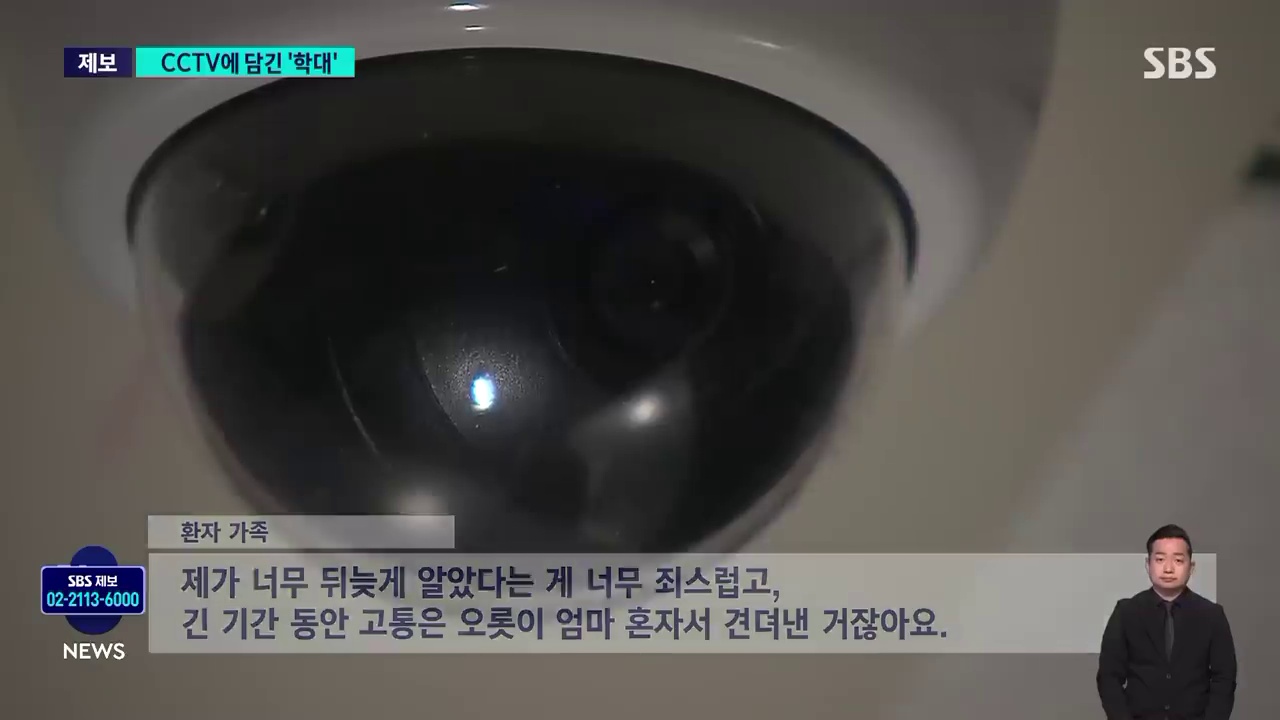 제보 CCTV에 담긴 '학대'
SBS
환자 가족
제가 너무 뒤늦게 알았다는 게 너무 죄스럽고,
긴 기간 동안 고통은 오롯이 엄마 혼자서 견뎌낸 거잖아요.
SBS 제보
02-2113-6000
NEWS